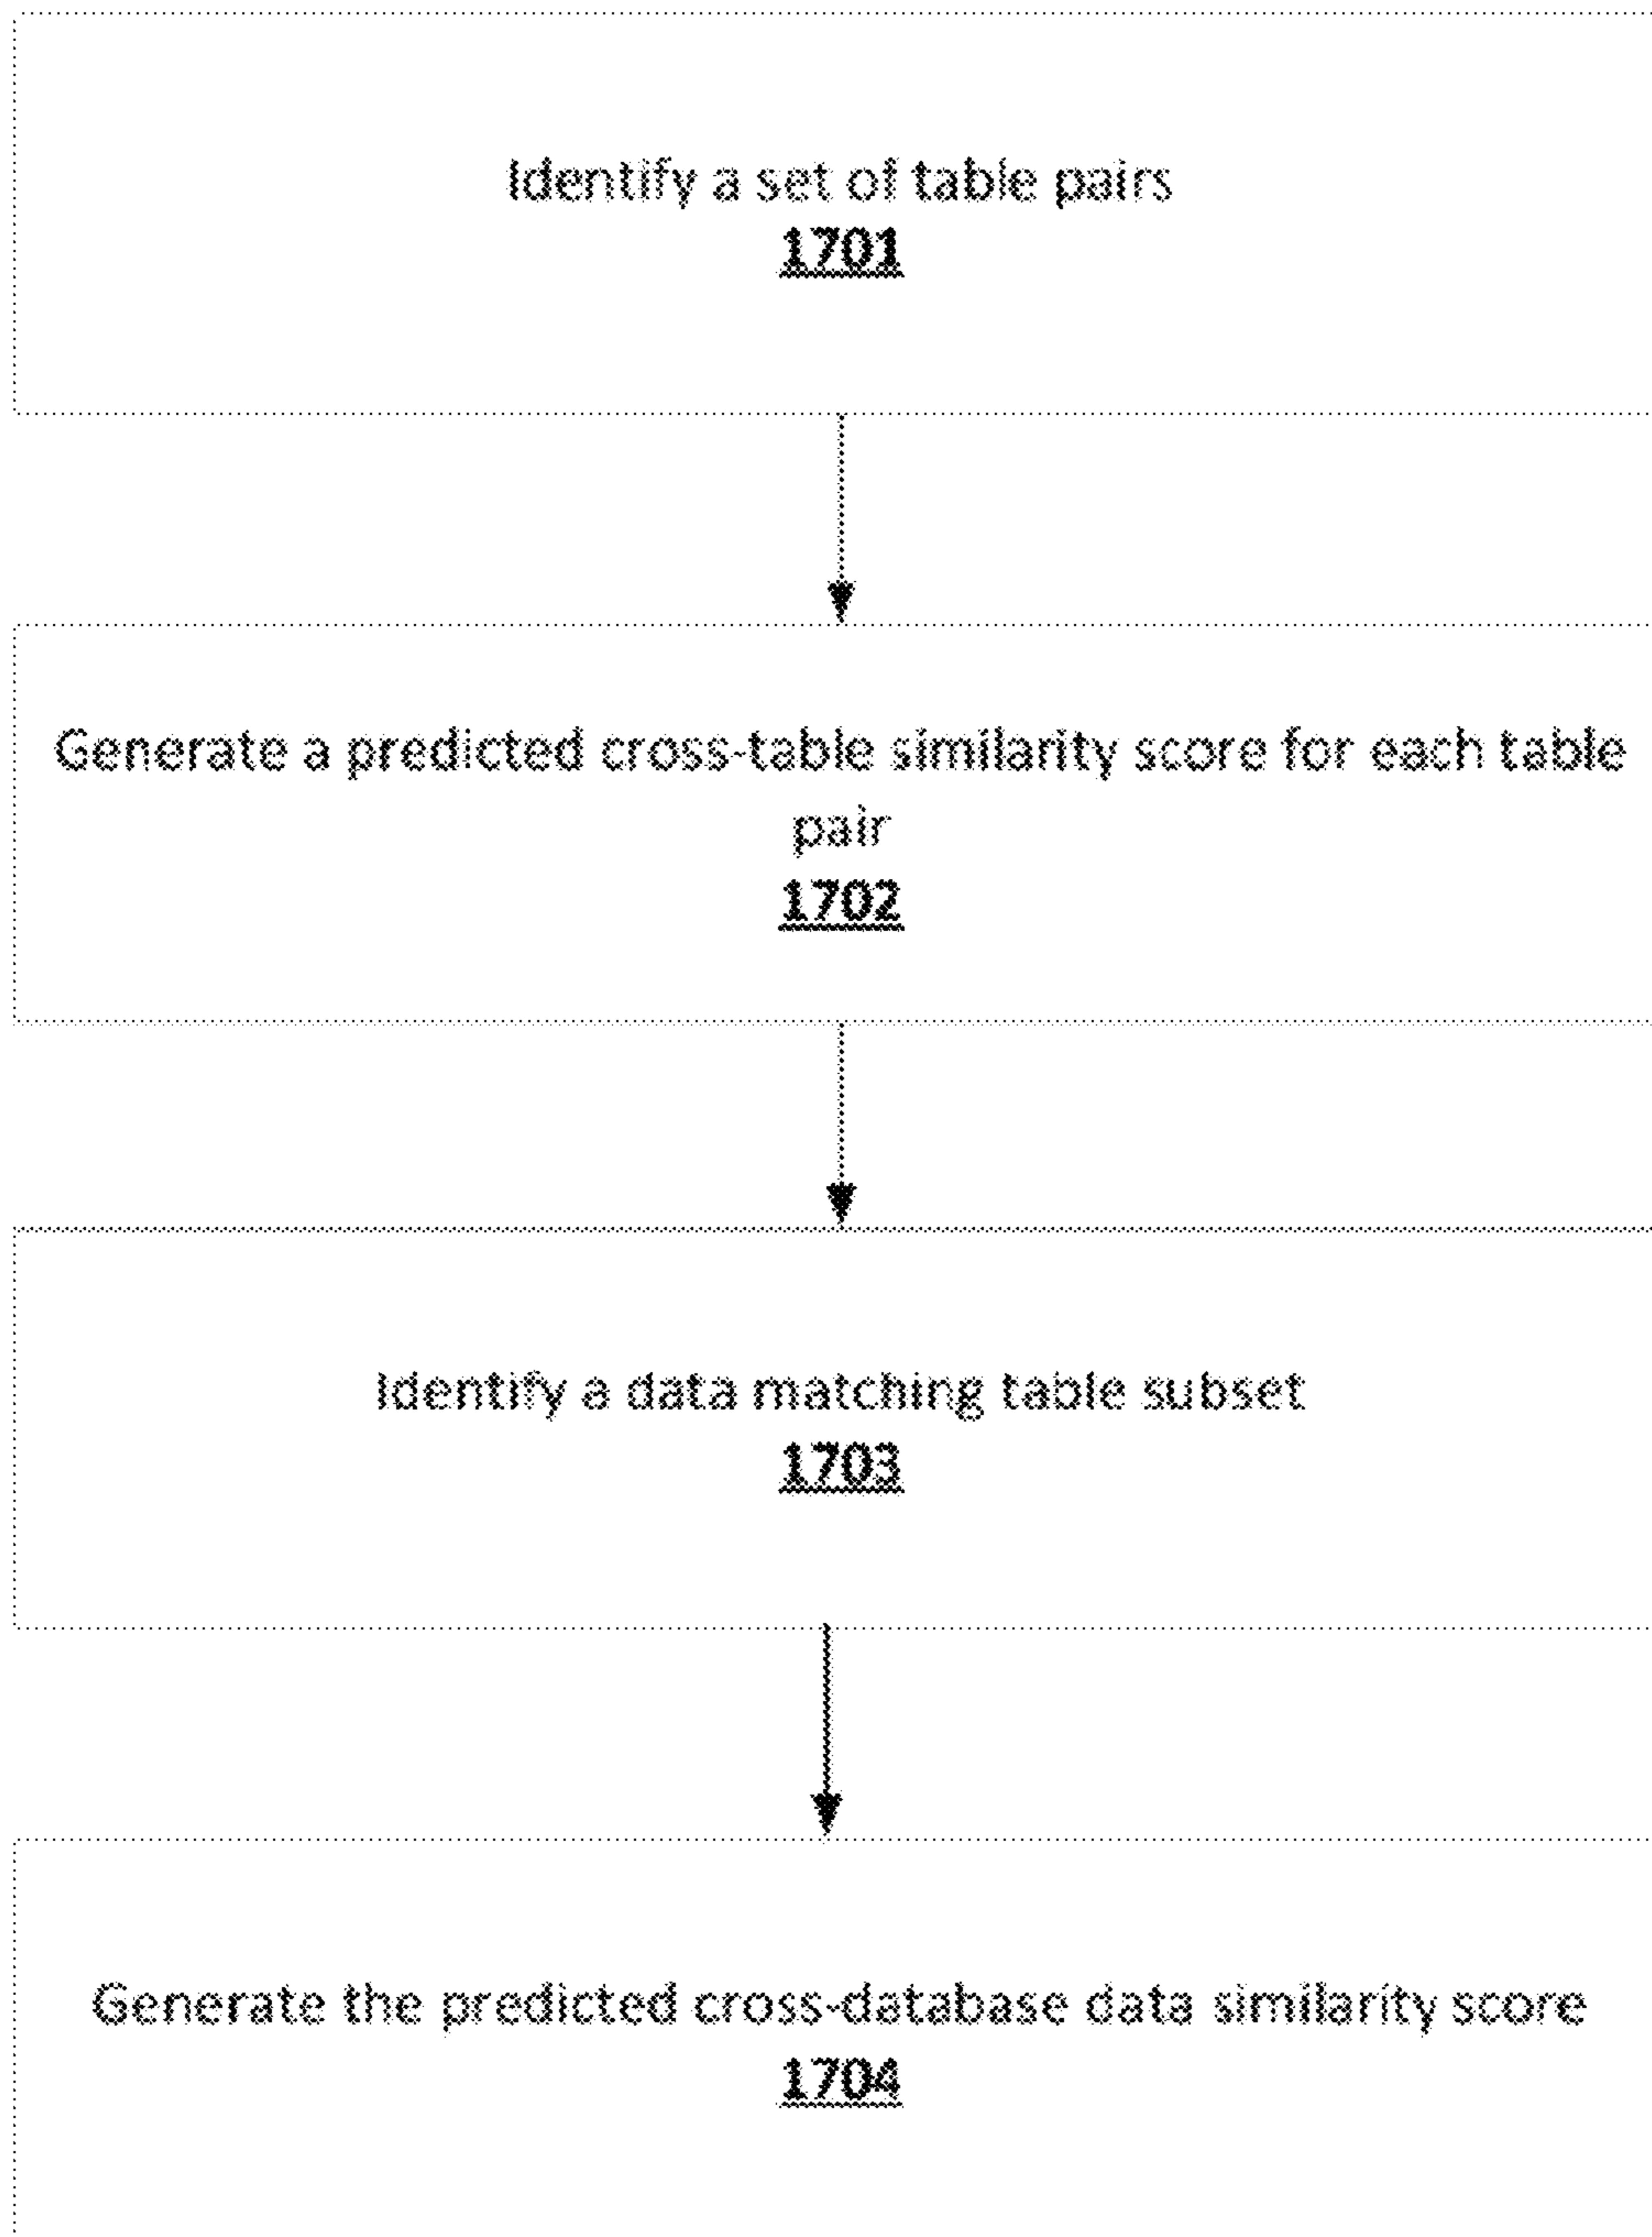 Identify a set of table pairs
1701
Generate a predicted cross-table similarity score for each table
pair
1702
Identify a data matching table subset
1703
Generate the predicted cross-database data similarity score
1704